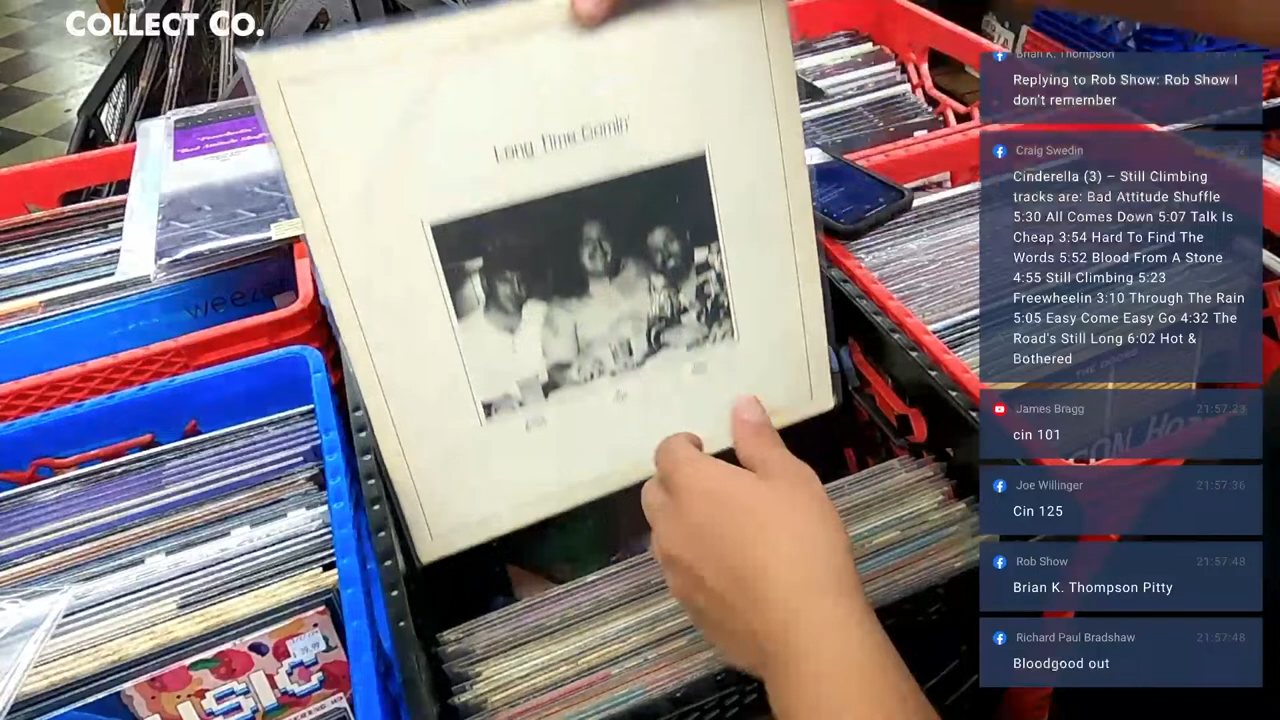 COLLECT CO.
Brian K. Thompson
Replying to Rob Show: Rob Show I
don't remember
Craig Swedin
Cinderella (3) – Still Climbing
tracks are: Bad Attitude Shuffle
5:30 All Comes Down 5:07 Talk Is
Cheap 3:54 Hard To Find The
Words 5:52 Blood From A Stone
4:55 Still Climbing 5:23
Freewheelin 3:10 Through The Rain
5:05 Easy Come Easy Go 4:32 The
Road's Still Long 6:02 Hot &
Bothered
James Bragg 21:57:23
cin 101
Joe Willinger 21:57:36
Cin 125
Rob Show 21:57:48
Brian K. Thompson Pitty
Richard Paul Bradshaw 21:57:48
Bloodgood out
Long Time Comin'
"Freewheelin"
"Bad Attitude Shuffle"
weezer